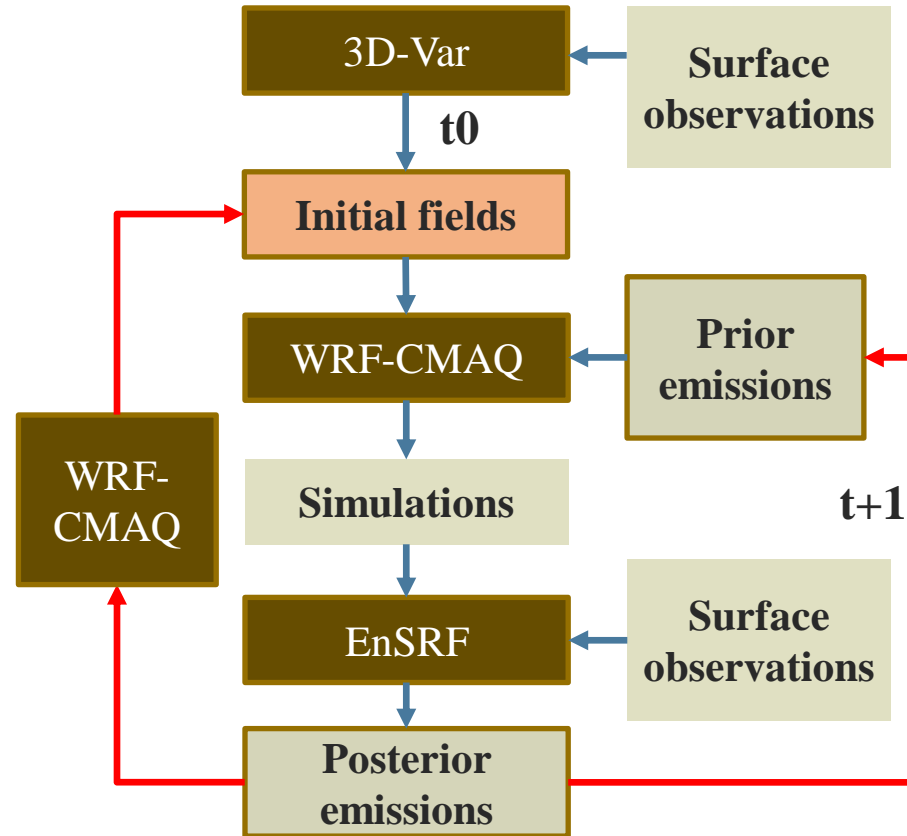 3D-Var
Surface
observations
t0
Initial fields
WRF-CMAQ
Prior
emissions
WRF-
CMAQ
Simulations
t+1
EnSRF
Surface
observations
Posterior
emissions